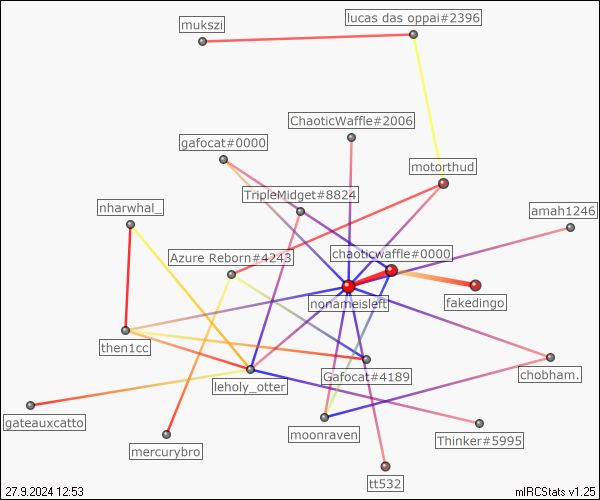 lucas das oppai#2396
mukszi
ChaoticWaffle#2006
gafocat#0000
motorthud
TripleMidget#8824
nharwhal_
amah1246
chaoticwaffle#0000
Azure Reborn#4243
nonameisleft
fakedingo
then1cc
Gafocat#4189
chobham.
leholy_otter
gateauxcatto
moonraven
Thinker#5995
mercurybro
tt532
27.9.2024 12:53
mIRCStats v1.25